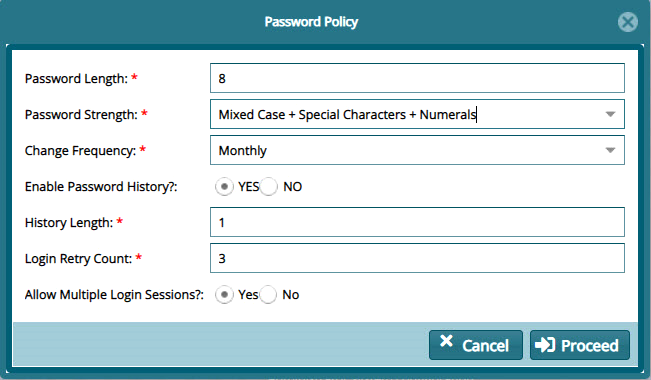 Password Policy
Password Length: * 8
Password Strength: * Mixed Case + Special Characters + Numerals
Change Frequency: * Monthly
Enable Password History?: YES NO
History Length: * 1
Login Retry Count: * 3
Allow Multiple Login Sessions?: Yes No
Cancel Proceed